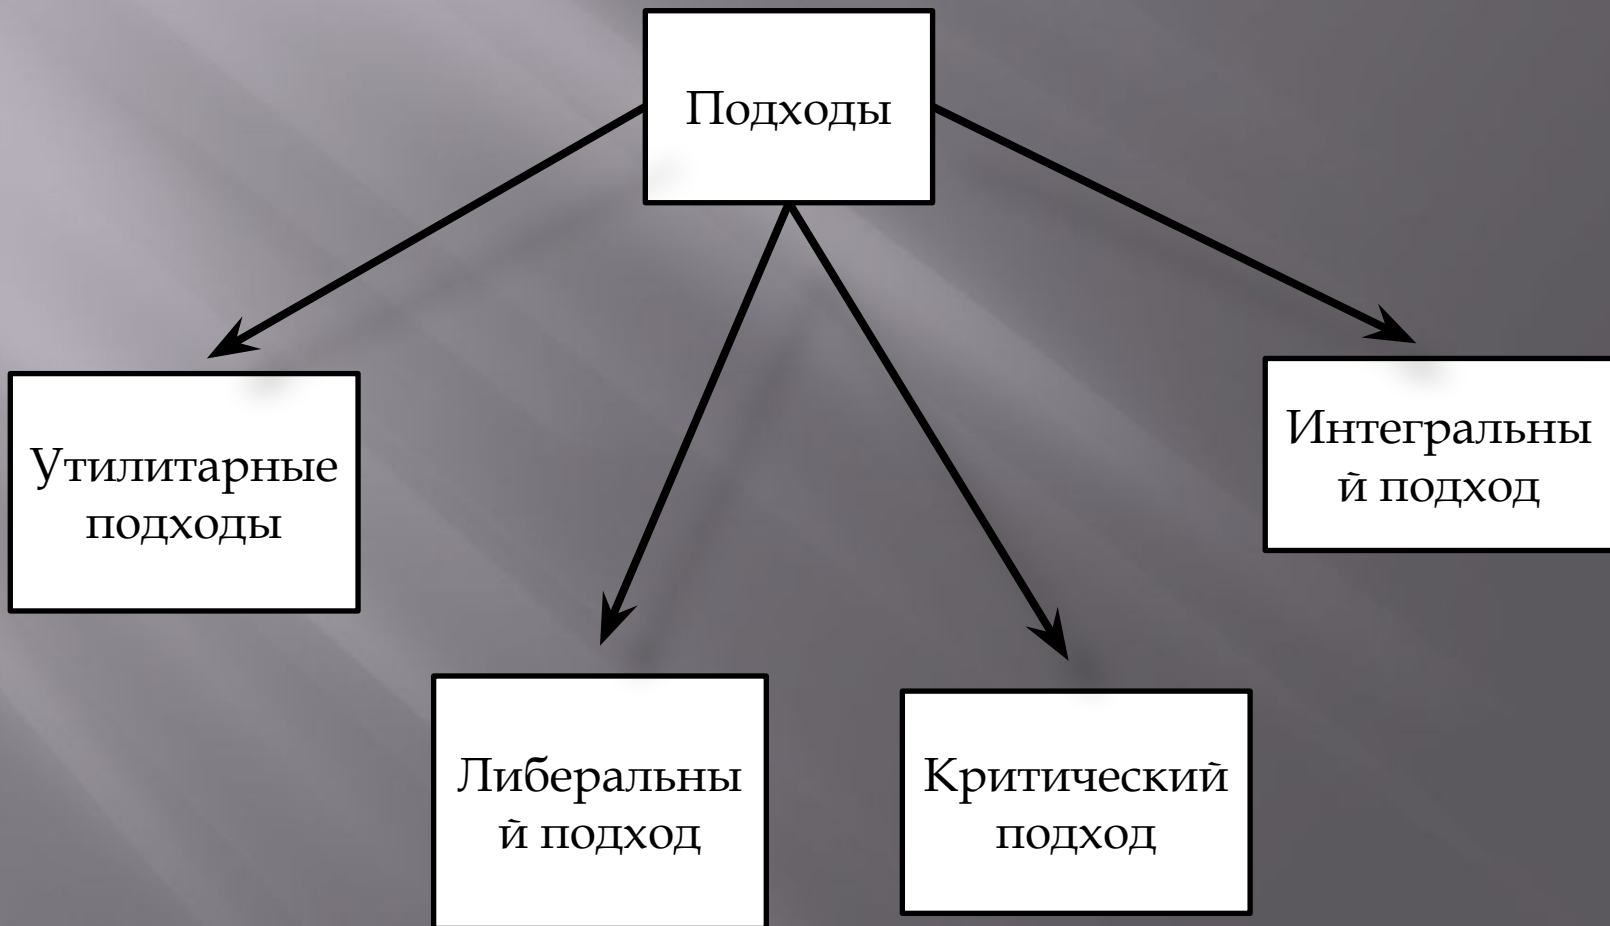 Подходы
Утилитарные
подходы
Интегральны
й подход
Либеральны
й подход
Критический
подход